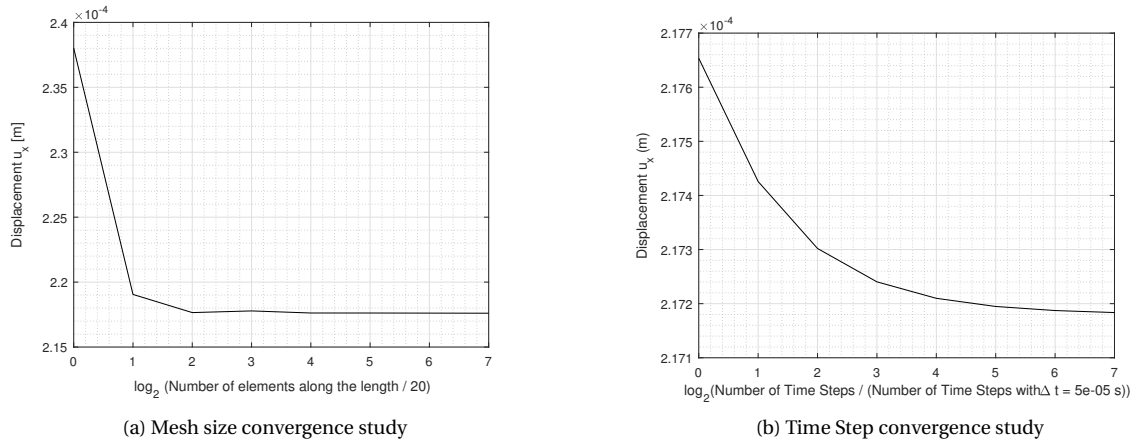 ×10⁻⁴
2.4
2.35
2.3
2.25
2.2
2.15
Displacement uₓ [m]
0 1 2 3 4 5 6 7
log₂ (Number of elements along the length / 20)
(a) Mesh size convergence study
×10⁻⁴
2.177
2.176
2.175
2.174
2.173
2.172
2.171
Displacement uₓ (m)
0 1 2 3 4 5 6 7
log₂(Number of Time Steps / (Number of Time Steps withΔ t = 5e-05 s))
(b) Time Step convergence study